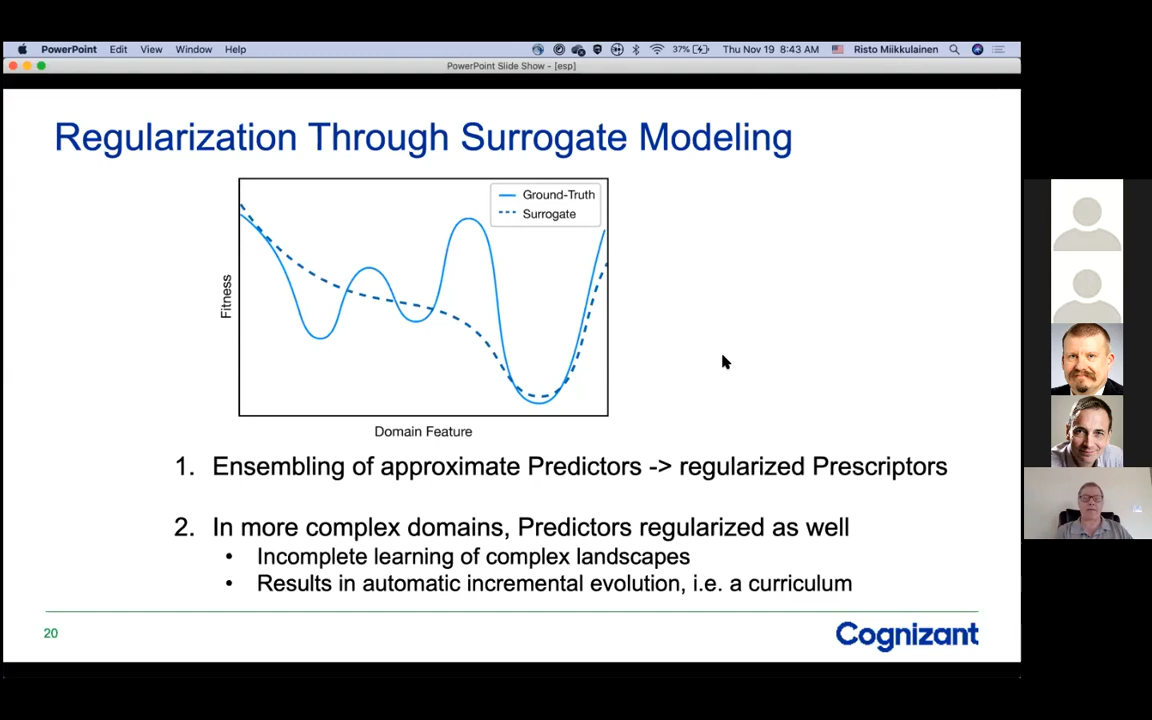 PowerPoint Edit View Window Help 37% Thu Nov 19 8:43 AM Risto Miikkulainen
PowerPoint Slide Show - [esp]
Regularization Through Surrogate Modeling
Ground-Truth
Surrogate
Fitness
Domain Feature
1. Ensembling of approximate Predictors -> regularized Prescriptors
2. In more complex domains, Predictors regularized as well
• Incomplete learning of complex landscapes
• Results in automatic incremental evolution, i.e. a curriculum
20
Cognizant